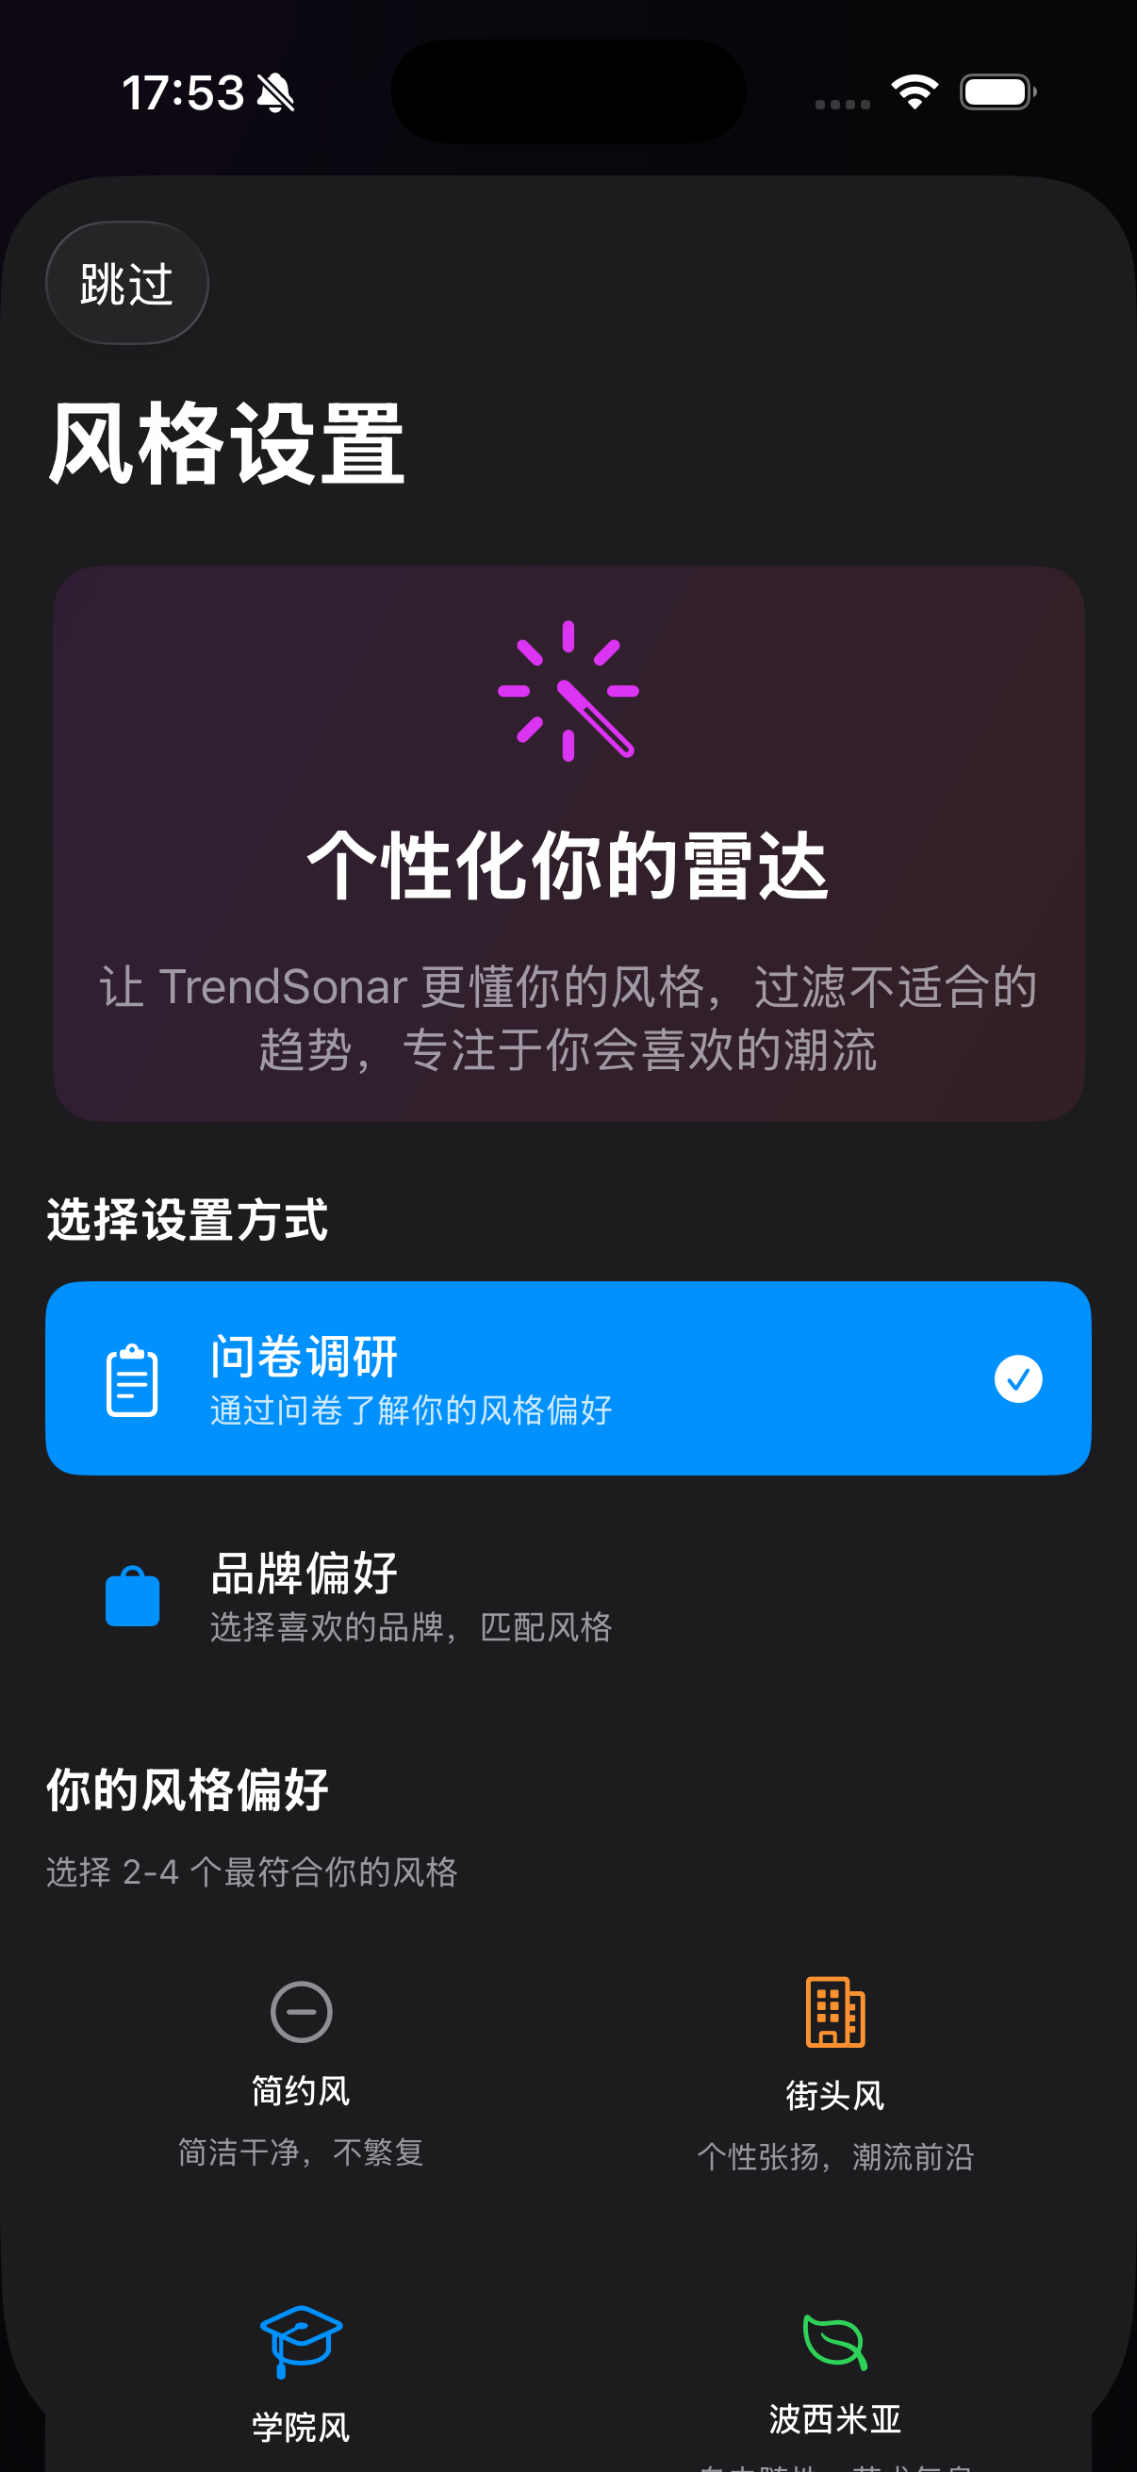 17:53
跳过
风格设置
个性化你的雷达
让 TrendSonar 更懂你的风格，过滤不适合的
趋势，专注于你会喜欢的潮流
选择设置方式
问卷调研
通过问卷了解你的风格偏好
品牌偏好
选择喜欢的品牌，匹配风格
你的风格偏好
选择 2-4 个最符合你的风格
简约风
简洁干净，不繁复
街头风
个性张扬，潮流前沿
学院风
波西米亚